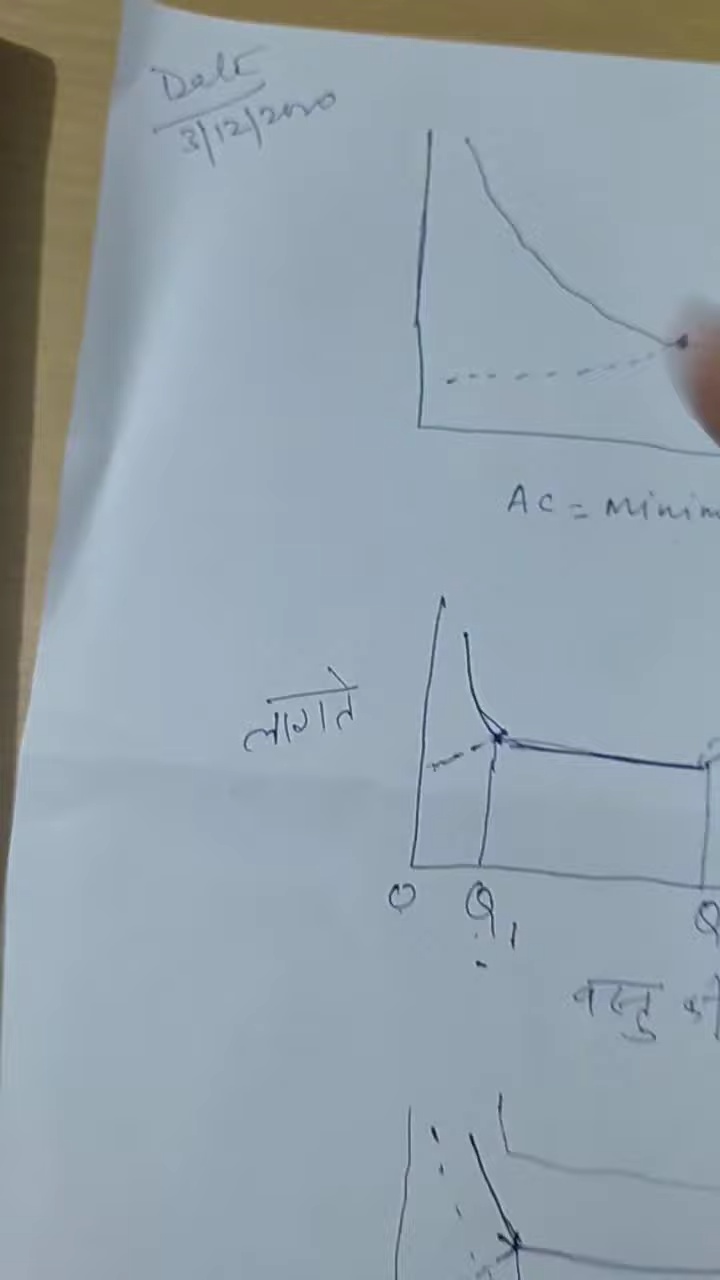 Date
3/12/2020
AC = Minim
लागते
O Q₁ Q
वस्तु की